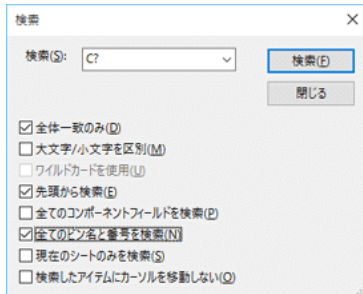 検索
検索(S):
C?
検索(F)
閉じる
全体一致のみ(D)
大文字/小文字を区別(M)
ワイルドカードを使用(U)
先頭から検索(E)
全てのコンポーネントフィールドを検索(P)
全てのピン名と番号を検索(N)
現在のシートのみを検索(S)
検索したアイテムにカーソルを移動しない(O)